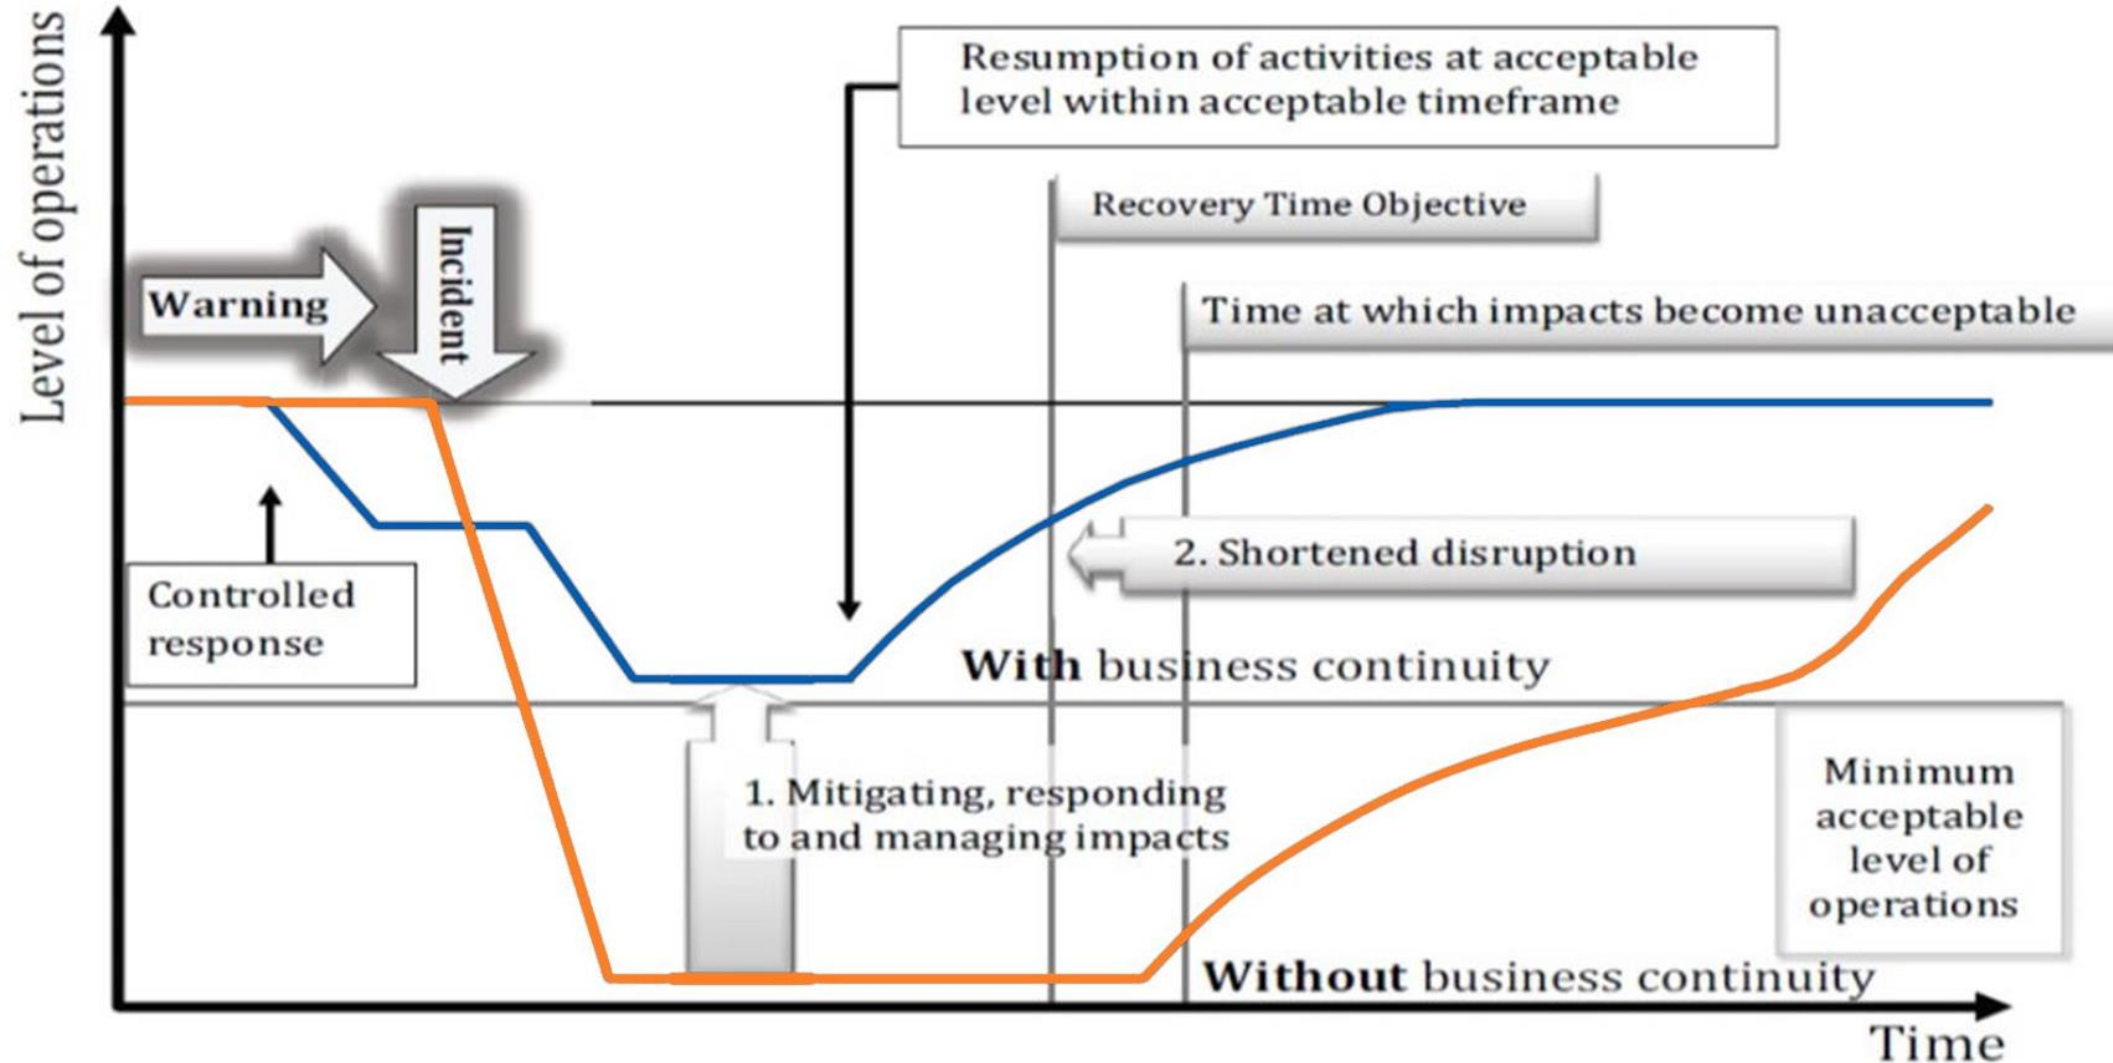 Level of operations
Resumption of activities at acceptable
level within acceptable timeframe
Recovery Time Objective
Incident
Warning
Time at which impacts become unacceptable
2. Shortened disruption
Controlled
response
With business continuity
1. Mitigating, responding
to and managing impacts
Minimum
acceptable
level of
operations
Without business continuity
Time